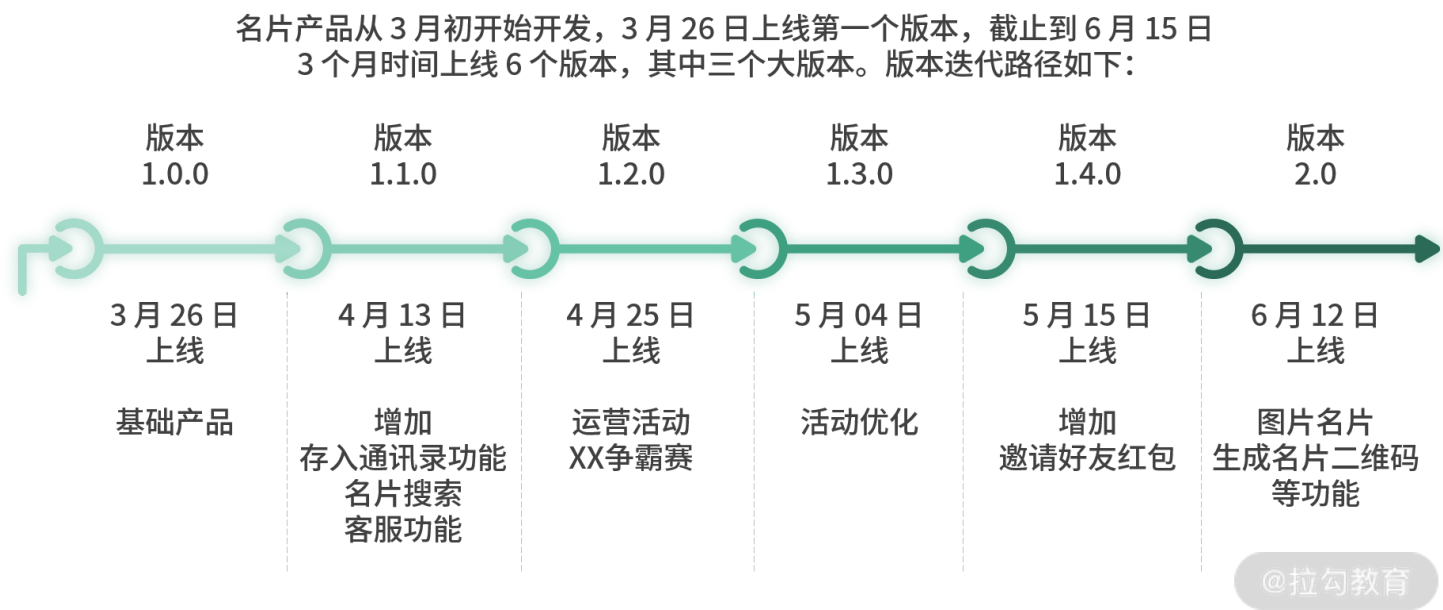 名片产品从 3 月初开始开发，3 月 26 日上线第一个版本，截止到 6 月 15 日
3 个月时间上线 6 个版本，其中三个大版本。版本迭代路径如下：
版本
1.0.0
版本
1.1.0
版本
1.2.0
版本
1.3.0
版本
1.4.0
版本
2.0
3 月 26 日
上线
基础产品
4 月 13 日
上线
增加
存入通讯录功能
名片搜索
客服功能
4 月 25 日
上线
运营活动
XX争霸赛
5 月 04 日
上线
活动优化
5 月 15 日
上线
增加
邀请好友红包
6 月 12 日
上线
图片名片
生成名片二维码
等功能
@拉勾教育